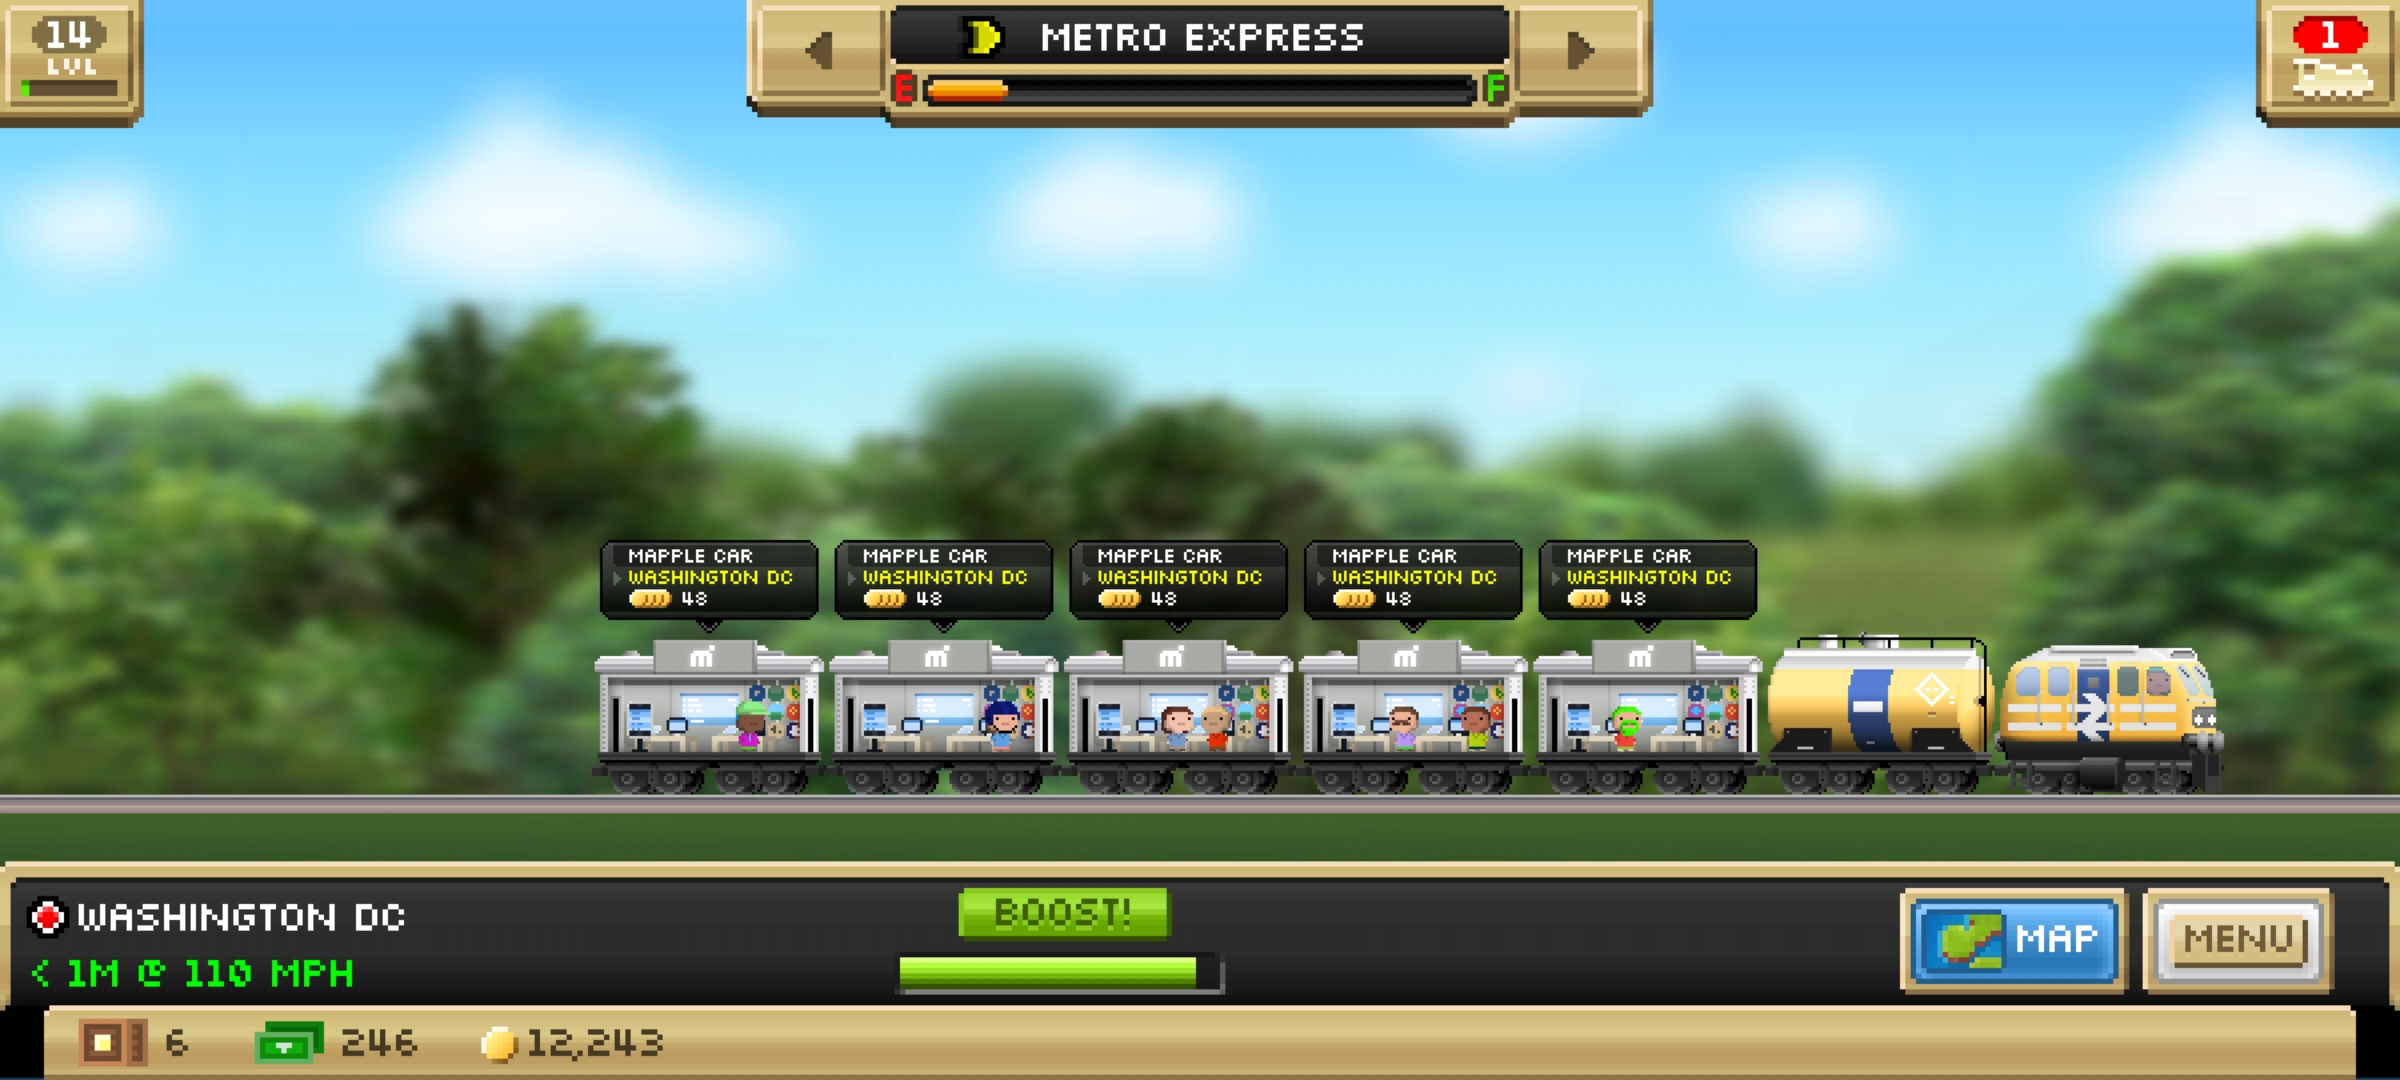 14
LVL
METRO EXPRESS
E F
1
MAPPLE CAR
WASHINGTON DC
48
MAPPLE CAR
WASHINGTON DC
48
MAPPLE CAR
WASHINGTON DC
48
MAPPLE CAR
WASHINGTON DC
48
MAPPLE CAR
WASHINGTON DC
48
m
m
m
m
m
WASHINGTON DC
< 1M @ 110 MPH
BOOST!
MAP
MENU
6
246
12,243